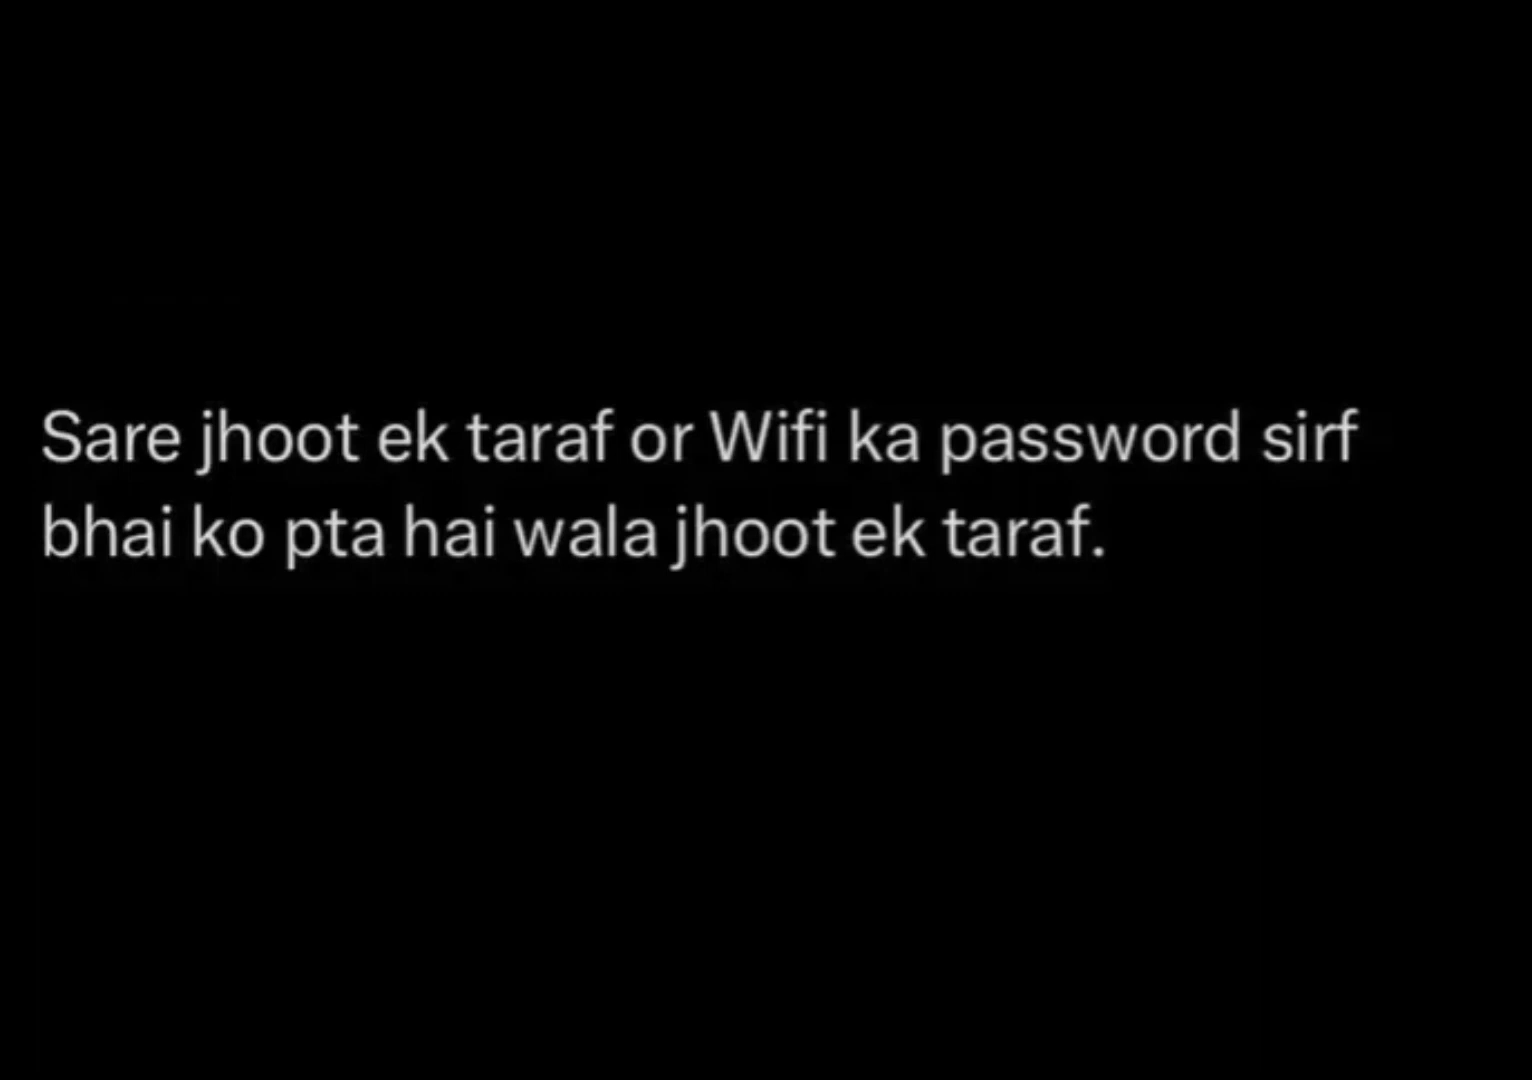 Sare jhoot ek taraf or Wifi ka password sirf
bhai ko pta hai wala jhoot ek taraf.